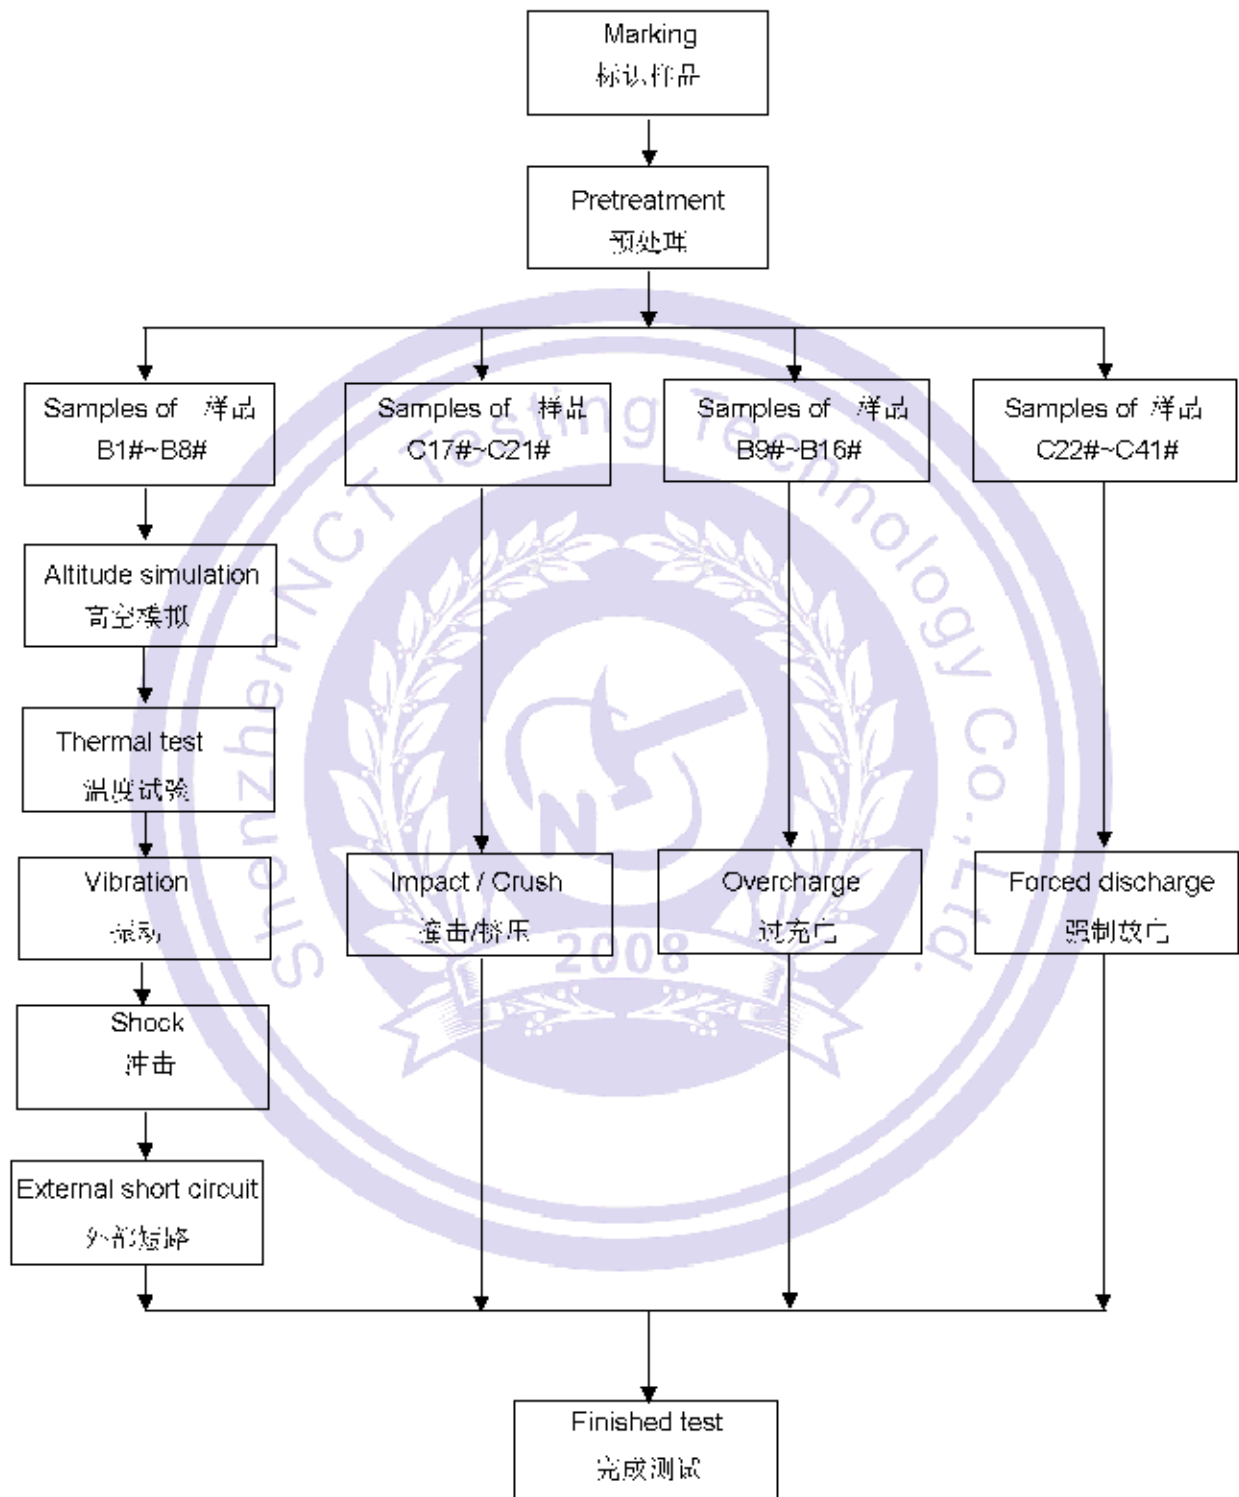 Marking
标识样品
Pretreatment
预处理
Samples of 样品
B1#~B8#
Samples of 样品
C17#~C21#
Samples of 样品
B9#~B16#
Samples of 样品
C22#~C41#
Altitude simulation
高空模拟
Thermal test
温度试验
Vibration
振动
Impact / Crush
撞击/挤压
Overcharge
过充电
Forced discharge
强制放电
Shock
冲击
External short circuit
外部短路
Finished test
完成测试
Shenzhen NCT Testing Technology Co.,Ltd.
N
2008